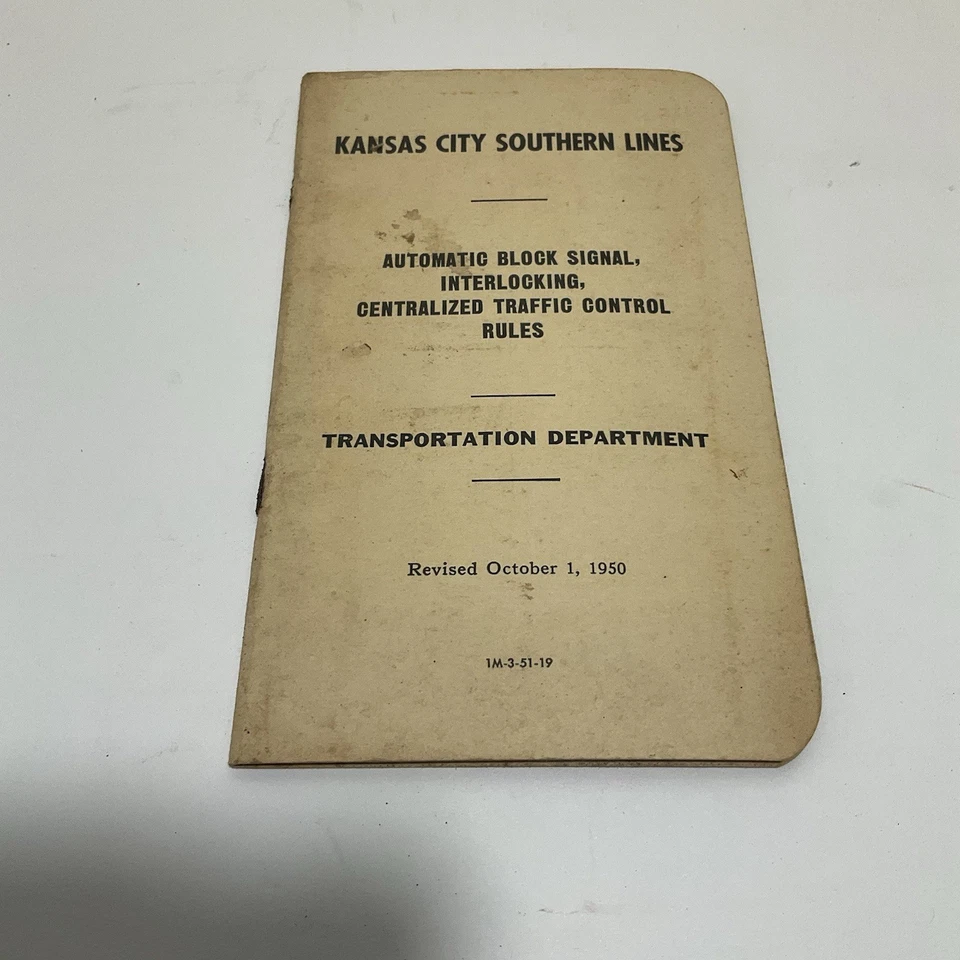 KANSAS CITY SOUTHERN LINES
AUTOMATIC BLOCK SIGNAL,
INTERLOCKING,
CENTRALIZED TRAFFIC CONTROL
RULES
TRANSPORTATION DEPARTMENT
Revised October 1, 1950
1M-3-51-19